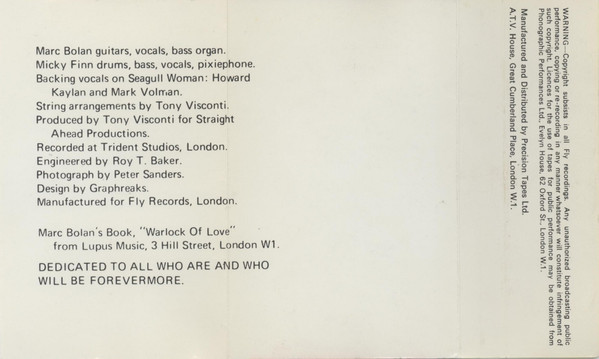 Marc Bolan guitars, vocals, bass organ.
Micky Finn drums, bass, vocals, pixiephone.
Backing vocals on Seagull Woman: Howard
Kaylan and Mark Volman.
String arrangements by Tony Visconti.
Produced by Tony Visconti for Straight
Ahead Productions.
Recorded at Trident Studios, London.
Engineered by Roy T. Baker.
Photograph by Peter Sanders.
Design by Graphreaks.
Manufactured for Fly Records, London.
Marc Bolan's Book, "Warlock Of Love"
from Lupus Music, 3 Hill Street, London W1.
DEDICATED TO ALL WHO ARE AND WHO
WILL BE FOREVERMORE.
WARNING—Copyright subsists in all Fly recordings. Any unauthorized broadcasting public
performance, copying or re-recording in any manner whatsoever will constitute infringement of
such copyright. Licences for the use of tapes for public performance may be obtained from
Phonographic Performances Ltd., Evelyn House, 62 Oxford St., London W.1.
Manufactured and Distributed by Precision Tapes Ltd.
A.T.V. House, Great Cumberland Place, London W.1.